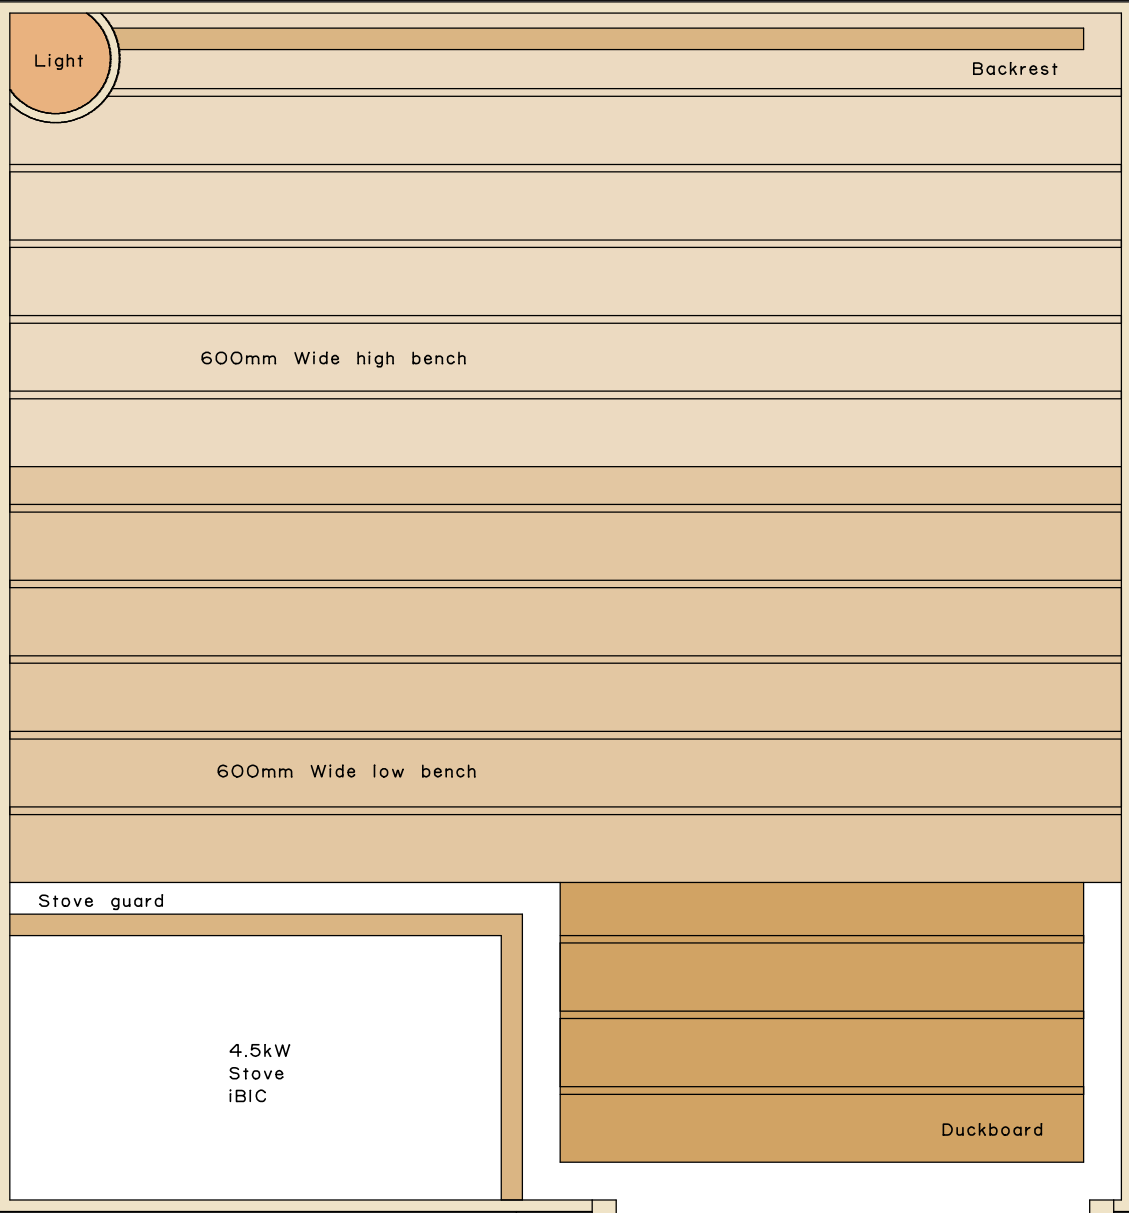 Light
Backrest
600mm Wide high bench
600mm Wide low bench
Stove guard
4.5kW
Stove
iBIC
Duckboard